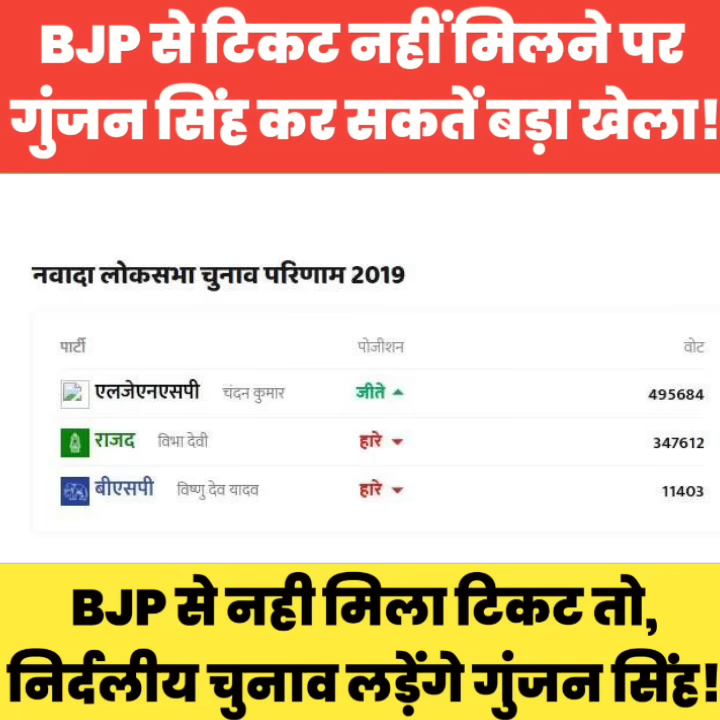 BJP से टिकट नहीं मिलने पर
गुंजन सिंह कर सकतें बड़ा खेला!
नवादा लोकसभा चुनाव परिणाम 2019
पार्टी पोजीशन वोट
एलजेएनएसपी चंदन कुमार जीते 495684
राजद विभा देवी हारे 347612
बीएसपी विष्णु देव यादव हारे 11403
BJP से नही मिला टिकट तो,
निर्दलीय चुनाव लड़ेंगे गुंजन सिंह!